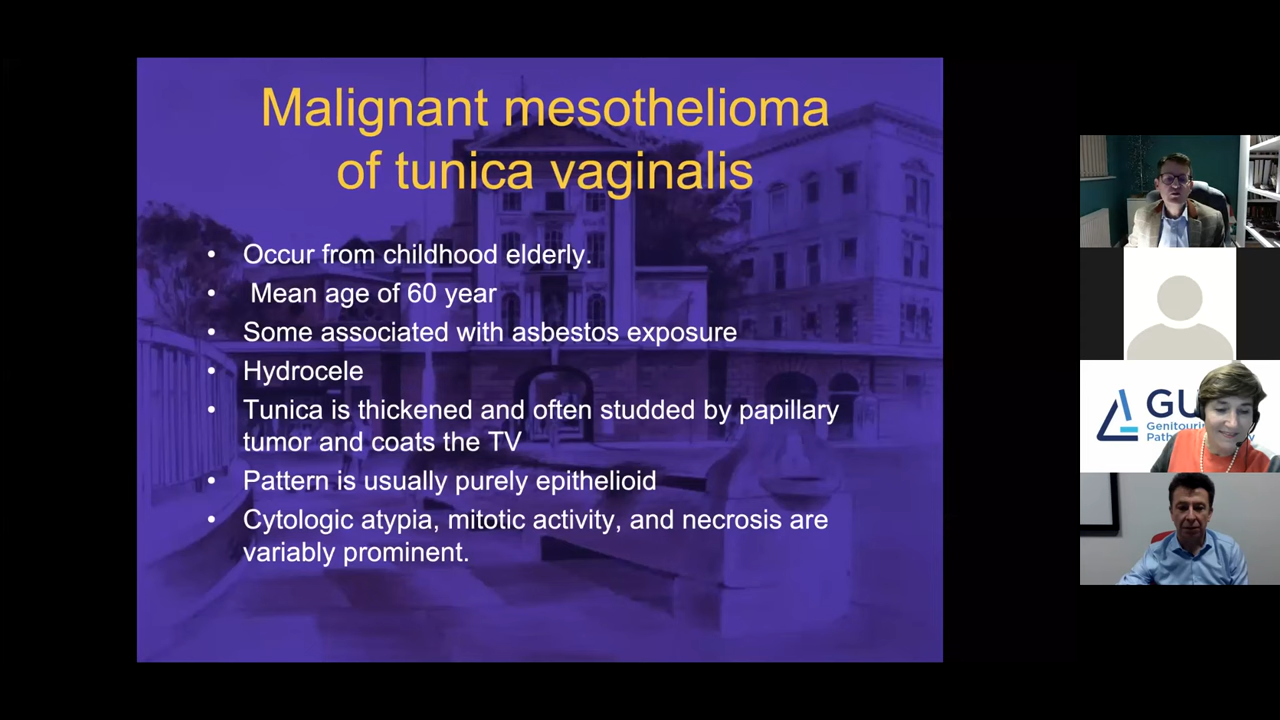 Malignant mesothelioma
of tunica vaginalis
• Occur from childhood elderly.
• Mean age of 60 year
• Some associated with asbestos exposure
• Hydrocele
• Tunica is thickened and often studded by papillary
tumor and coats the TV
• Pattern is usually purely epithelioid
• Cytologic atypia, mitotic activity, and necrosis are
variably prominent.
GU